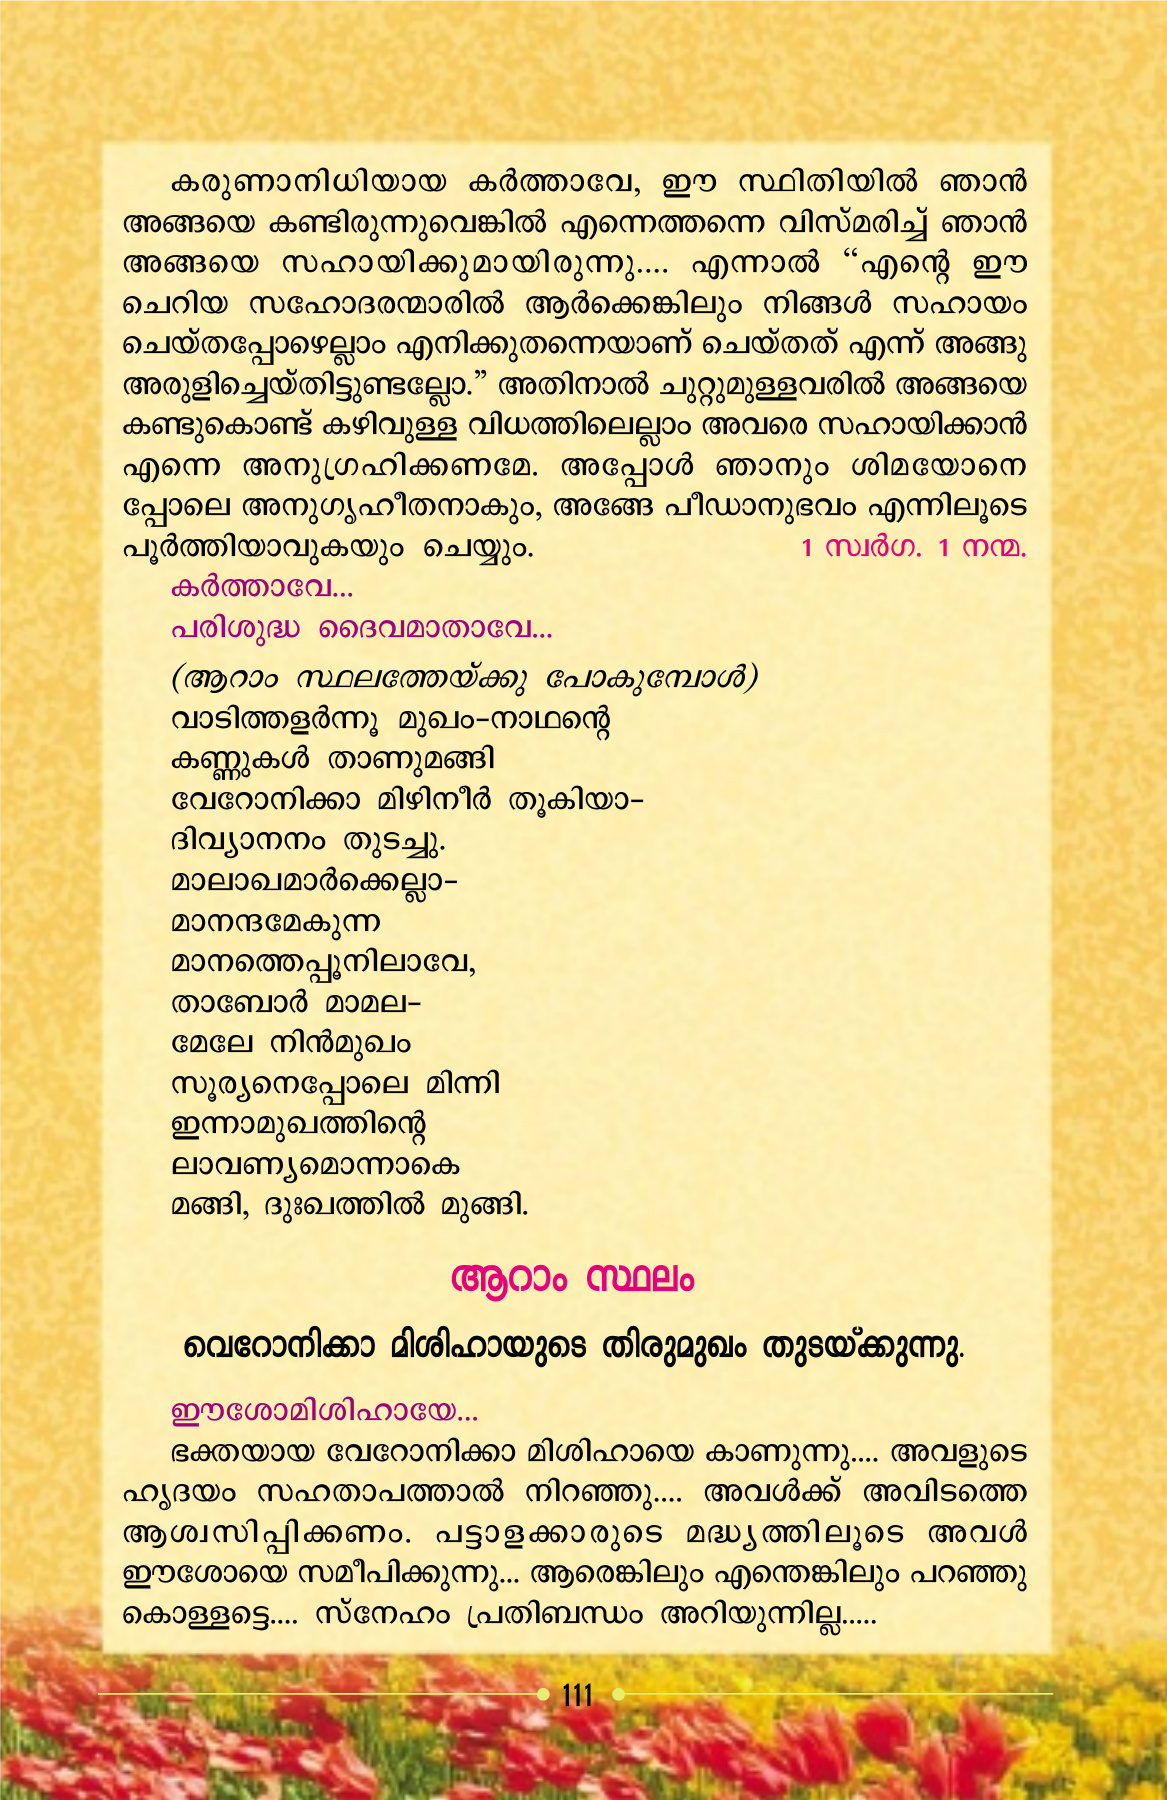 കരുണാനിധിയായ കർത്താവേ, ഈ സ്ഥിതിയിൽ ഞാൻ
അങ്ങയെ കണ്ടിരുന്നുവെങ്കിൽ എന്നെത്തന്നെ വിസ്മരിച്ച് ഞാൻ
അങ്ങയെ സഹായിക്കുമായിരുന്നു.... എന്നാൽ “എന്റെ ഈ
ചെറിയ സഹോദരന്മാരിൽ ആർക്കെങ്കിലും നിങ്ങൾ സഹായം
ചെയ്തപ്പോഴെല്ലാം എനിക്കുതന്നെയാണ് ചെയ്തത് എന്ന് അങ്ങു
അരുളിച്ചെയ്തിട്ടുണ്ടല്ലോ.” അതിനാൽ ചുറ്റുമുള്ളവരിൽ അങ്ങയെ
കണ്ടുകൊണ്ട് കഴിവുള്ള വിധത്തിലെല്ലാം അവരെ സഹായിക്കാൻ
എന്നെ അനുഗ്രഹിക്കണമേ. അപ്പോൾ ഞാനും ശിമയോനെ
പ്പോലെ അനുഗൃഹീതനാകും, അങ്ങേ പീഡാനുഭവം എന്നിലൂടെ
പൂർത്തിയാവുകയും ചെയ്യും. 1 സ്വർഗ. 1 നന്മ.
കർത്താവേ...
പരിശുദ്ധ ദൈവമാതാവേ...
(ആറാം സ്ഥലത്തേയ്ക്കു പോകുമ്പോൾ)
വാടിത്തളർന്നൂ മുഖം-നാഥന്റെ
കണ്ണുകൾ താണുമങ്ങി
വേറോനിക്കാ മിഴിനീർ തൂകിയാ-
ദിവ്യാനനം തുടച്ചു.
മാലാഖമാർക്കെല്ലാ-
മാനന്ദമേകുന്ന
മാനത്തെപ്പൂനിലാവേ,
താബോർ മാമല-
മേലേ നിൻമുഖം
സൂര്യനെപ്പോലെ മിന്നി
ഇന്നാമുഖത്തിന്റെ
ലാവണ്യമൊന്നാകെ
മങ്ങി, ദുഃഖത്തിൽ മുങ്ങി.
ആറാം സ്ഥലം
വെറോനിക്കാ മിശിഹായുടെ തിരുമുഖം തുടയ്ക്കുന്നു.
ഈശോമിശിഹായേ...
ഭക്തയായ വേറോനിക്കാ മിശിഹായെ കാണുന്നു.... അവളുടെ
ഹൃദയം സഹതാപത്താൽ നിറഞ്ഞു.... അവൾക്ക് അവിടത്തെ
ആശ്വസിപ്പിക്കണം. പട്ടാളക്കാരുടെ മദ്ധ്യത്തിലൂടെ അവൾ
ഈശോയെ സമീപിക്കുന്നു... ആരെങ്കിലും എന്തെങ്കിലും പറഞ്ഞു
കൊള്ളട്ടെ.... സ്നേഹം പ്രതിബന്ധം അറിയുന്നില്ല.....
111